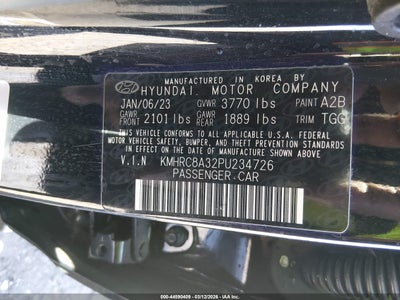 MANUFACTURED IN KOREA BY
HYUNDAI MOTOR COMPANY
JAN/06/23 GVWR 3770 lbs PAINT A2B
GAWR FRONT 2101 lbs GAWR REAR 1889 lbs TRIM TGG
THIS VEHICLE CONFORMS TO ALL APPLICABLE U.S.A. FEDERAL
MOTOR VEHICLE SAFETY, BUMPER, AND THEFT PREVENTION
STANDARDS IN EFFECT ON THE DATE OF MANUFACTURE SHOWN ABOVE.
V.I.N KMHRC8A32PU234726
PASSENGER CAR
000-44590409 - 03/12/2026 - COPYRIGHT IAA, LLC